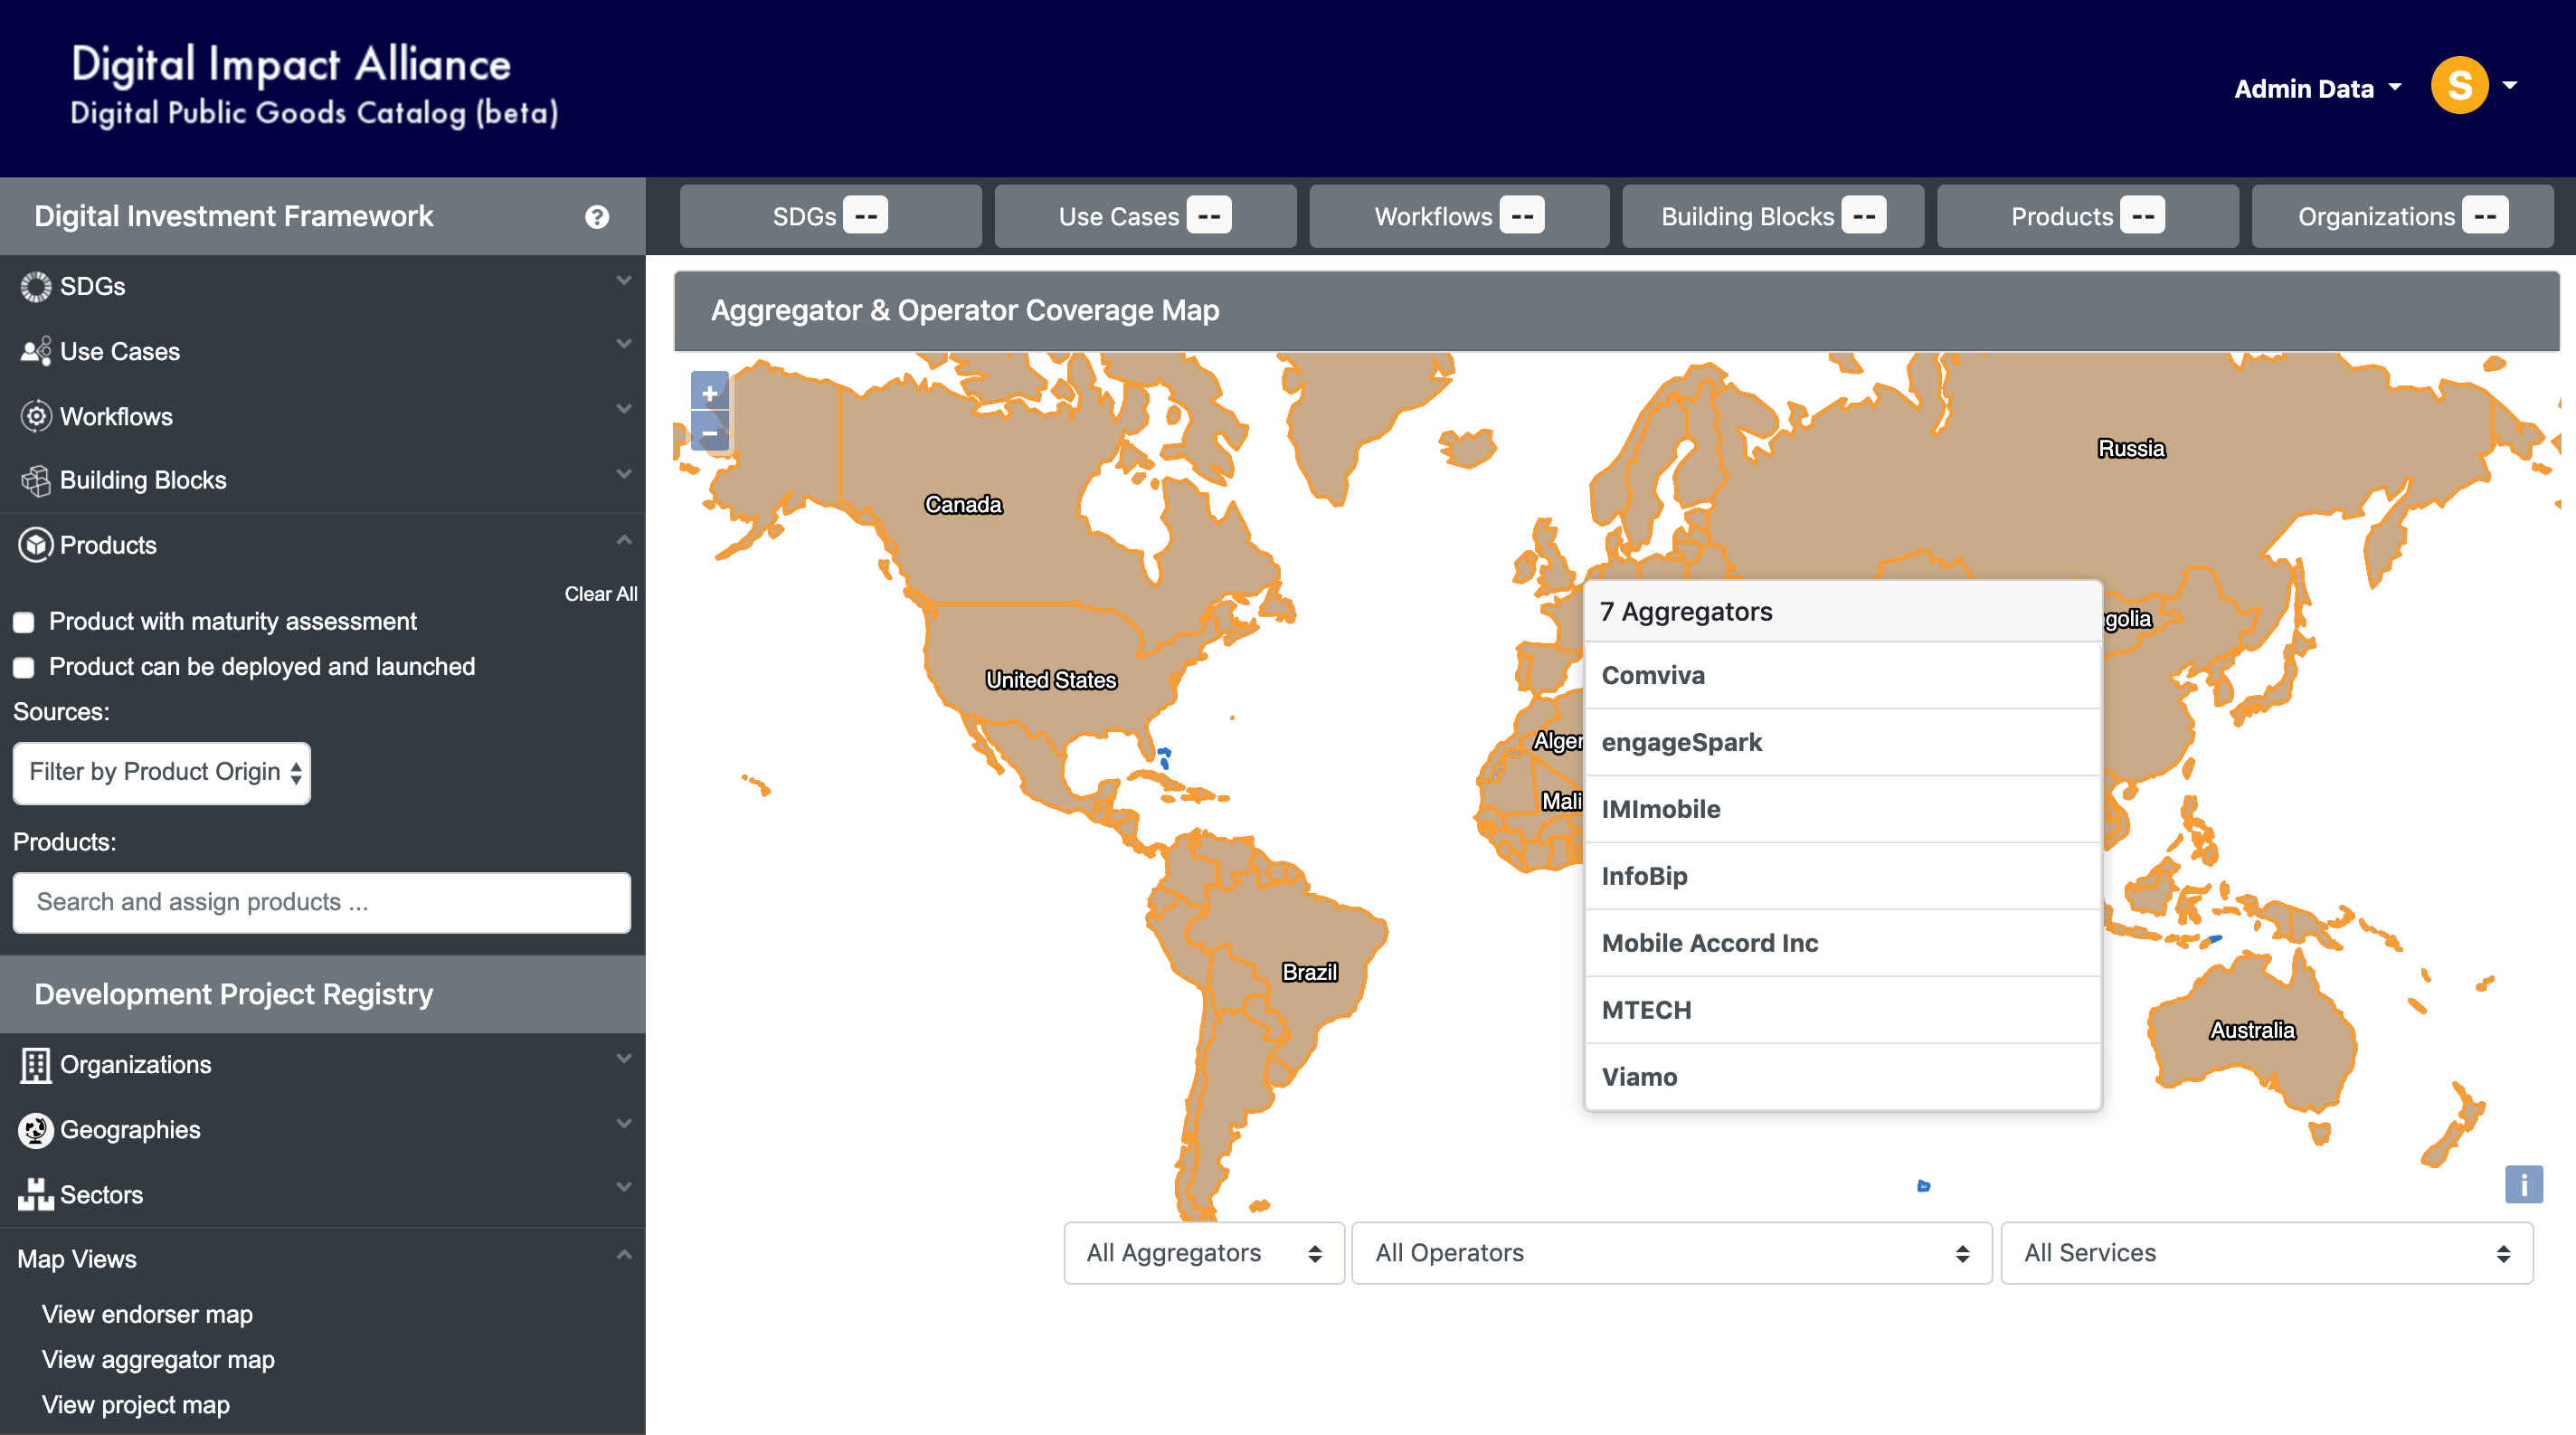 Digital Impact Alliance
Digital Public Goods Catalog (beta)
Admin Data
S
Digital Investment Framework
?
SDGs --
Use Cases --
Workflows --
Building Blocks --
Products --
Organizations --
SDGs
Use Cases
Workflows
Building Blocks
Products
Clear All
Product with maturity assessment
Product can be deployed and launched
Sources:
Filter by Product Origin
Products:
Search and assign products ...
Development Project Registry
Organizations
Geographies
Sectors
Map Views
View endorser map
View aggregator map
View project map
Aggregator & Operator Coverage Map
+
−
Russia
Canada
United States
Brazil
Australia
7 Aggregators
Comviva
engageSpark
IMImobile
InfoBip
Mobile Accord Inc
MTECH
Viamo
golia
Alger
Mali
i
All Aggregators
All Operators
All Services